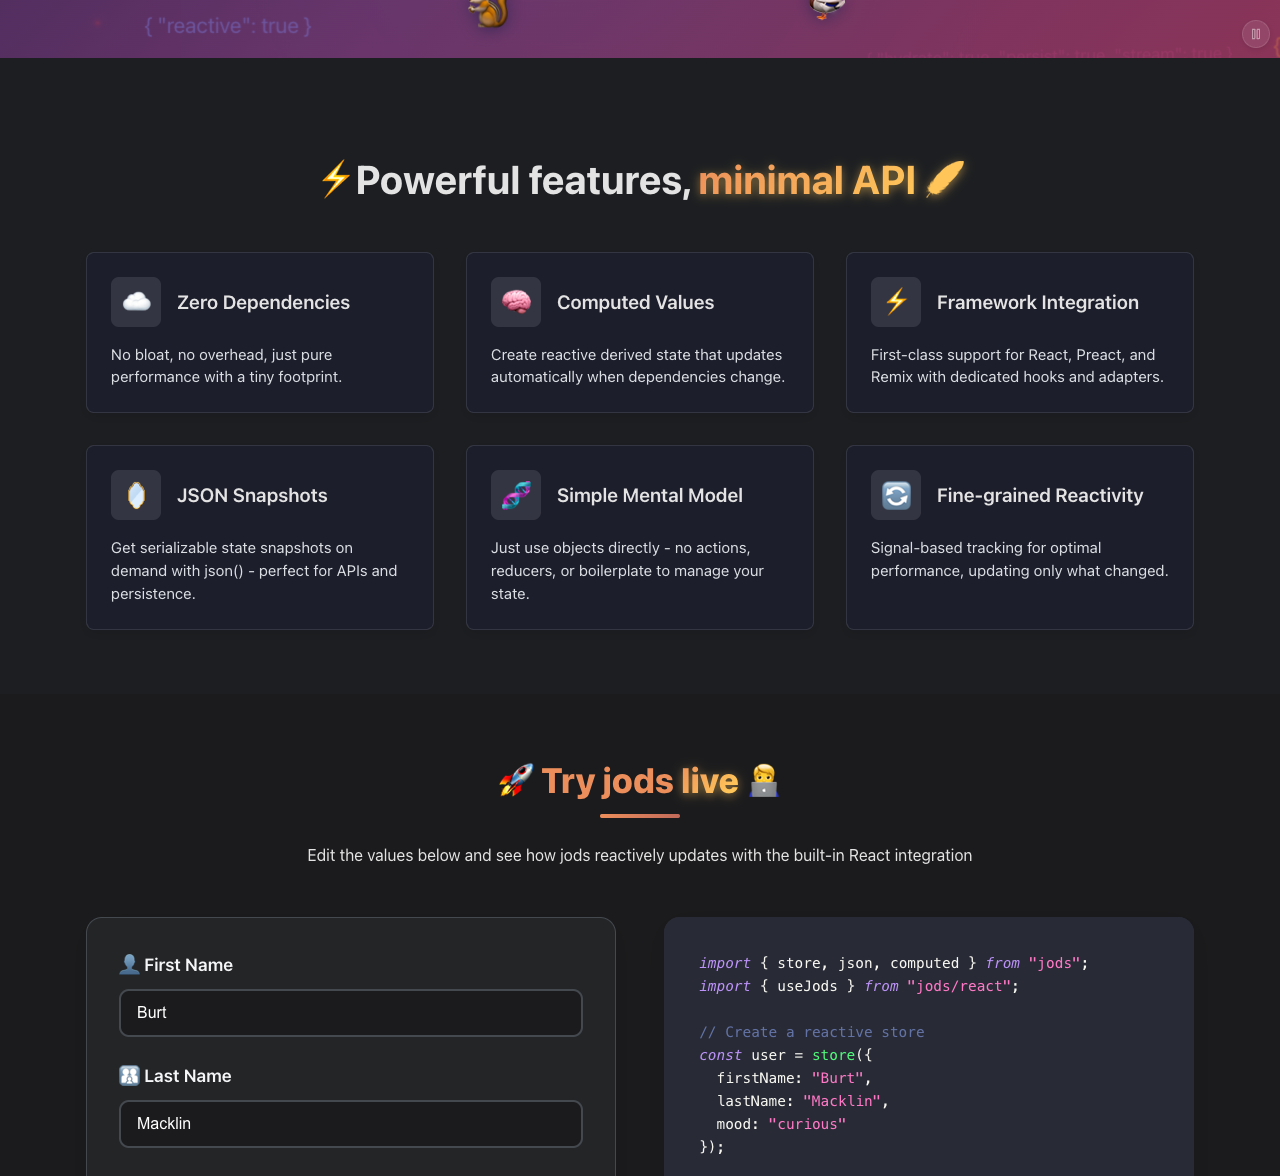 { "reactive": true }
⚡Powerful features, minimal API
Zero Dependencies
No bloat, no overhead, just pure
performance with a tiny footprint.
Computed Values
Create reactive derived state that updates
automatically when dependencies change.
Framework Integration
First-class support for React, Preact, and
Remix with dedicated hooks and adapters.
JSON Snapshots
Get serializable state snapshots on
demand with json() - perfect for APIs and
persistence.
Simple Mental Model
Just use objects directly - no actions,
reducers, or boilerplate to manage your
state.
Fine-grained Reactivity
Signal-based tracking for optimal
performance, updating only what changed.
🚀 Try jods live 🧑‍💻
Edit the values below and see how jods reactively updates with the built-in React integration
👤 First Name
Burt
Last Name
Macklin
import { store, json, computed } from "jods";
import { useJods } from "jods/react";
// Create a reactive store
const user = store({
firstName: "Burt",
lastName: "Macklin",
mood: "curious"
});